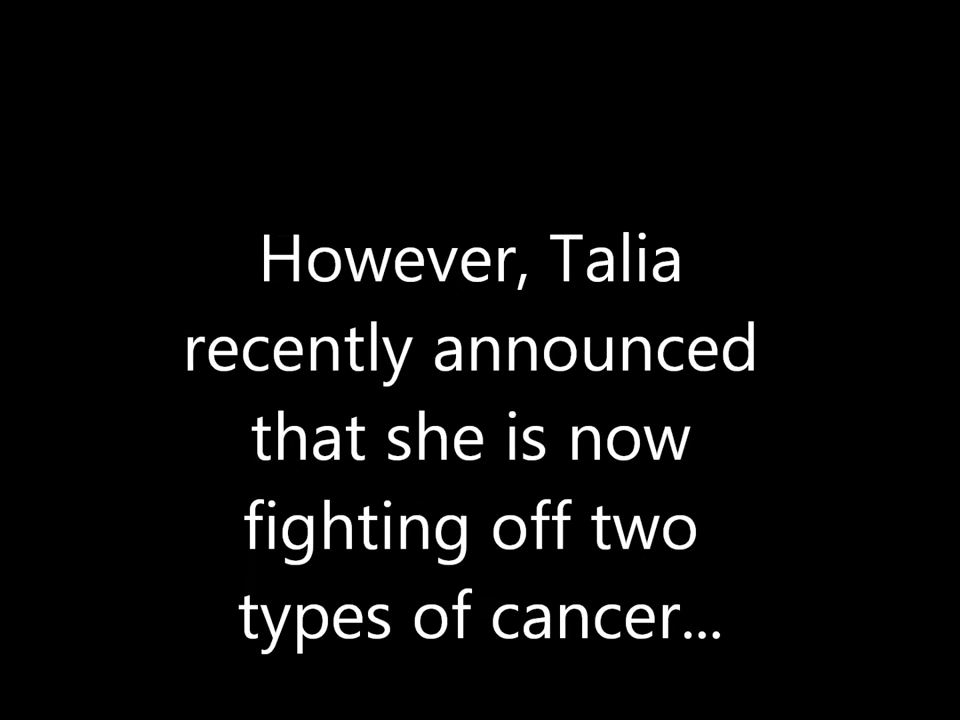 However, Talia
recently announced
that she is now
fighting off two
types of cancer...